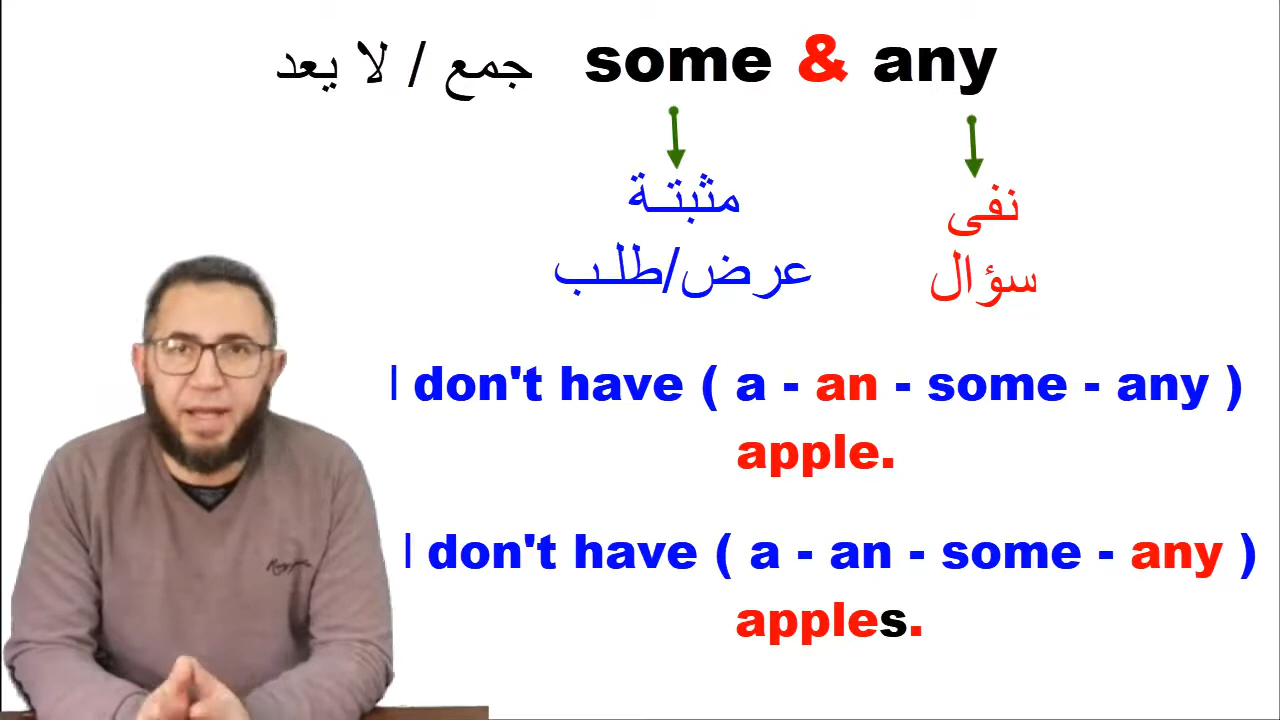 some & any جمع / لا يعد
مثبتـة
نفى
عرض/طلـب
سؤال
I don't have ( a - an - some - any )
apple.
I don't have ( a - an - some - any )
apples.